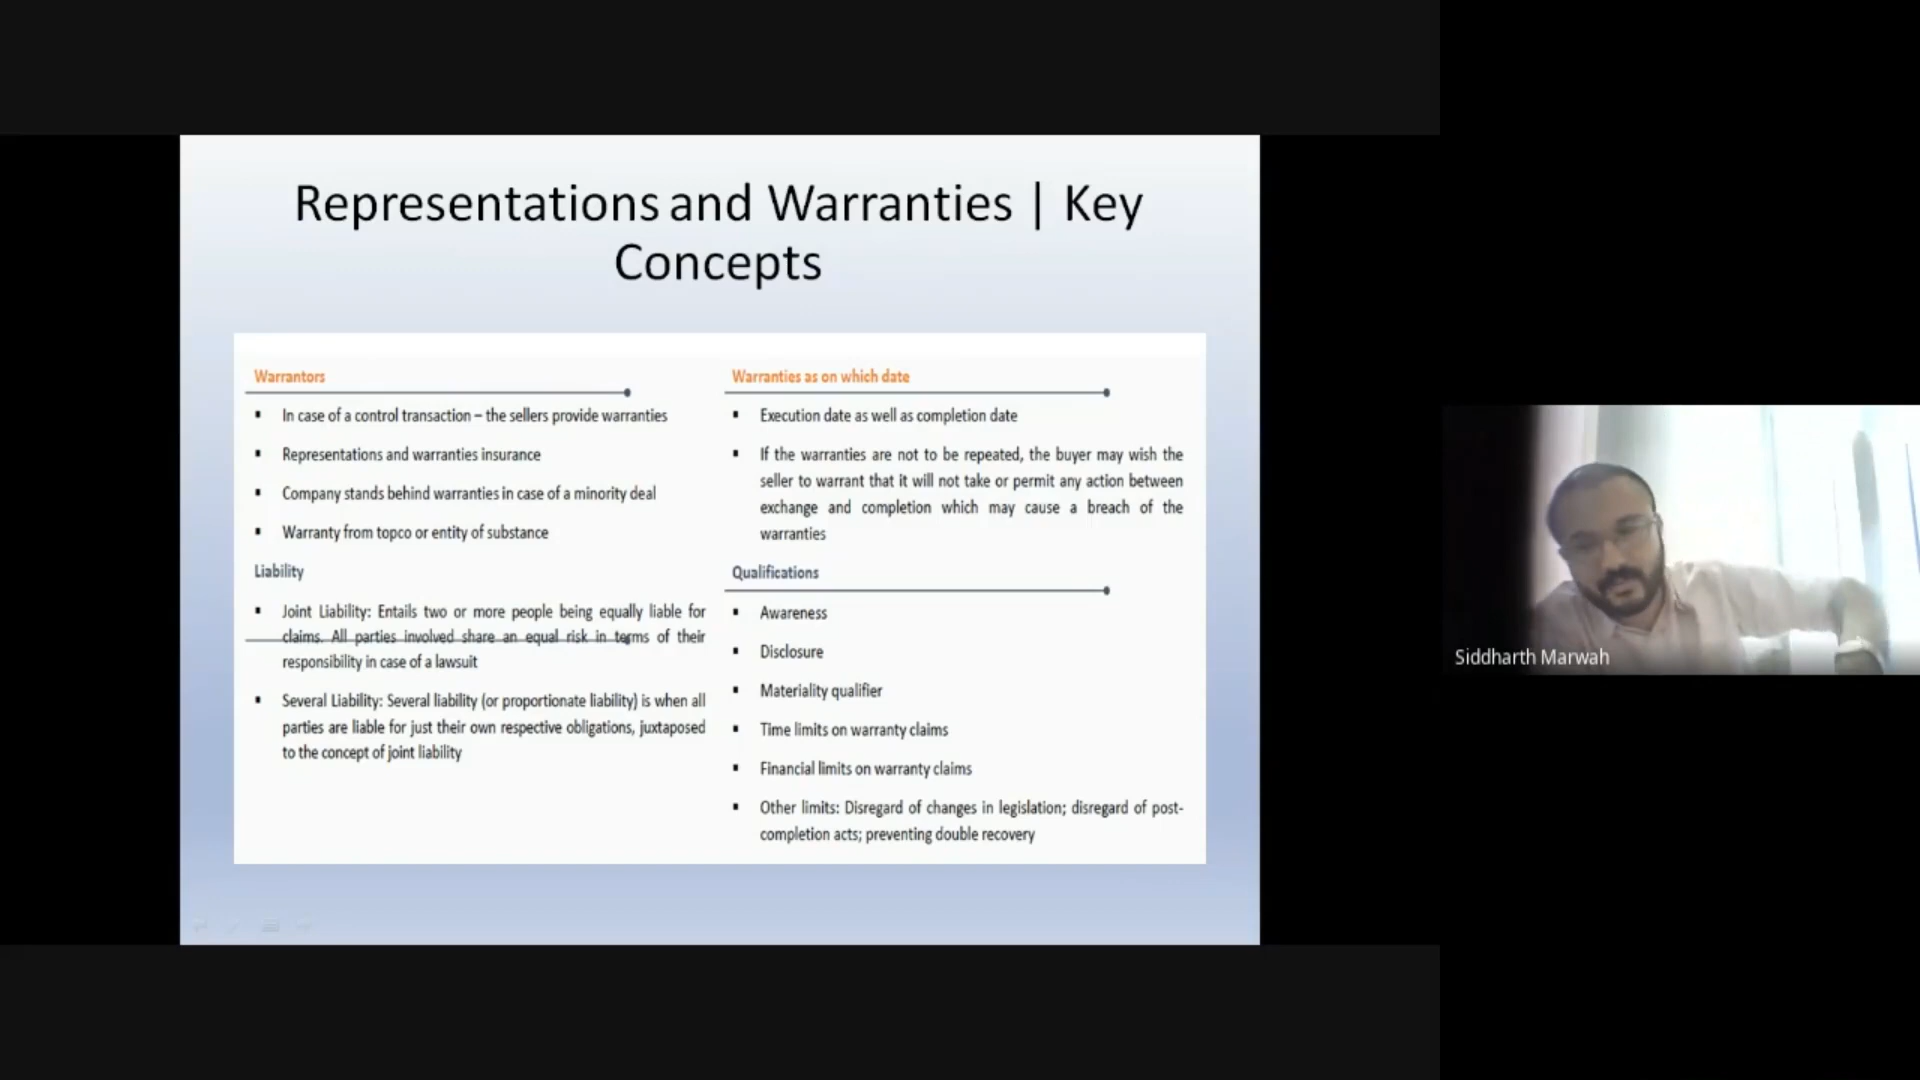 Representations and Warranties | Key
Concepts
Warrantors
▪ In case of a control transaction – the sellers provide warranties
▪ Representations and warranties insurance
▪ Company stands behind warranties in case of a minority deal
▪ Warranty from topco or entity of substance
Liability
▪ Joint Liability: Entails two or more people being equally liable for
claims. All parties involved share an equal risk in terms of their
responsibility in case of a lawsuit
▪ Several Liability: Several liability (or proportionate liability) is when all
parties are liable for just their own respective obligations, juxtaposed
to the concept of joint liability
Warranties as on which date
▪ Execution date as well as completion date
▪ If the warranties are not to be repeated, the buyer may wish the
seller to warrant that it will not take or permit any action between
exchange and completion which may cause a breach of the
warranties
Qualifications
▪ Awareness
▪ Disclosure
▪ Materiality qualifier
▪ Time limits on warranty claims
▪ Financial limits on warranty claims
▪ Other limits: Disregard of changes in legislation; disregard of post-
completion acts; preventing double recovery
Siddharth Marwah